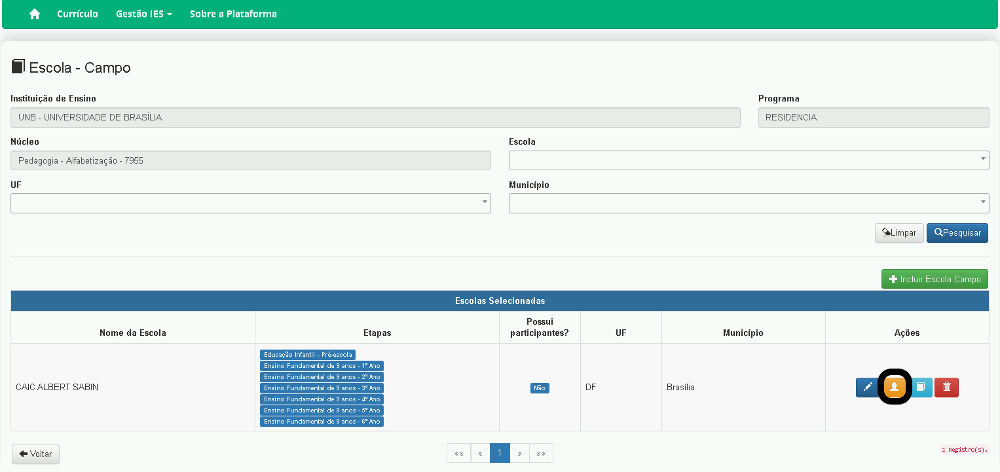 Currículo Gestão IES Sobre a Plataforma
Escola - Campo
Instituição de Ensino Programa
UNB - UNIVERSIDADE DE BRASÍLIA RESIDENCIA
Núcleo Escola
Pedagogia - Alfabetização - 7955
UF Município
Limpar Pesquisar
Incluir Escola Campo
Escolas Selecionadas
Nome da Escola Etapas Possui participantes? UF Município Ações
Educação Infantil - Pré-escola
Ensino Fundamental de 9 anos - 1º Ano
Ensino Fundamental de 9 anos - 2º Ano
CAIC ALBERT SABIN Ensino Fundamental de 9 anos - 3º Ano Não DF Brasília
Ensino Fundamental de 9 anos - 4º Ano
Ensino Fundamental de 9 anos - 5º Ano
Ensino Fundamental de 9 anos - 6º Ano
Voltar «« « 1 » »» 1 Registro(s).